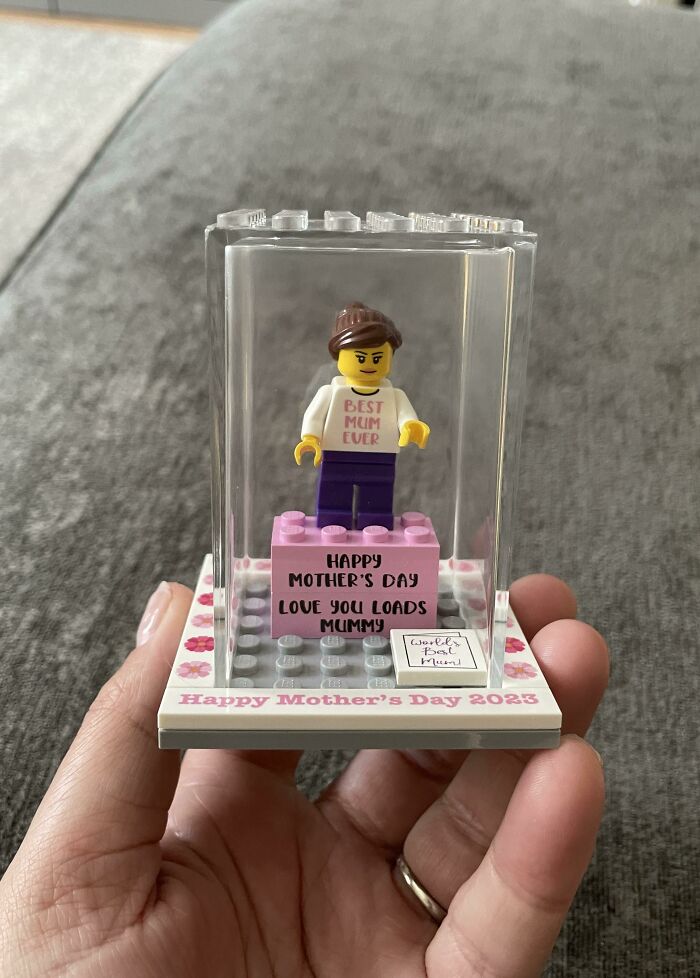 BEST
MUM
EVER
HAPPY
MOTHER'S DAY
LOVE YOU LOADS
MUMMY
World's
Best
Mum!
Happy Mother's Day 2023